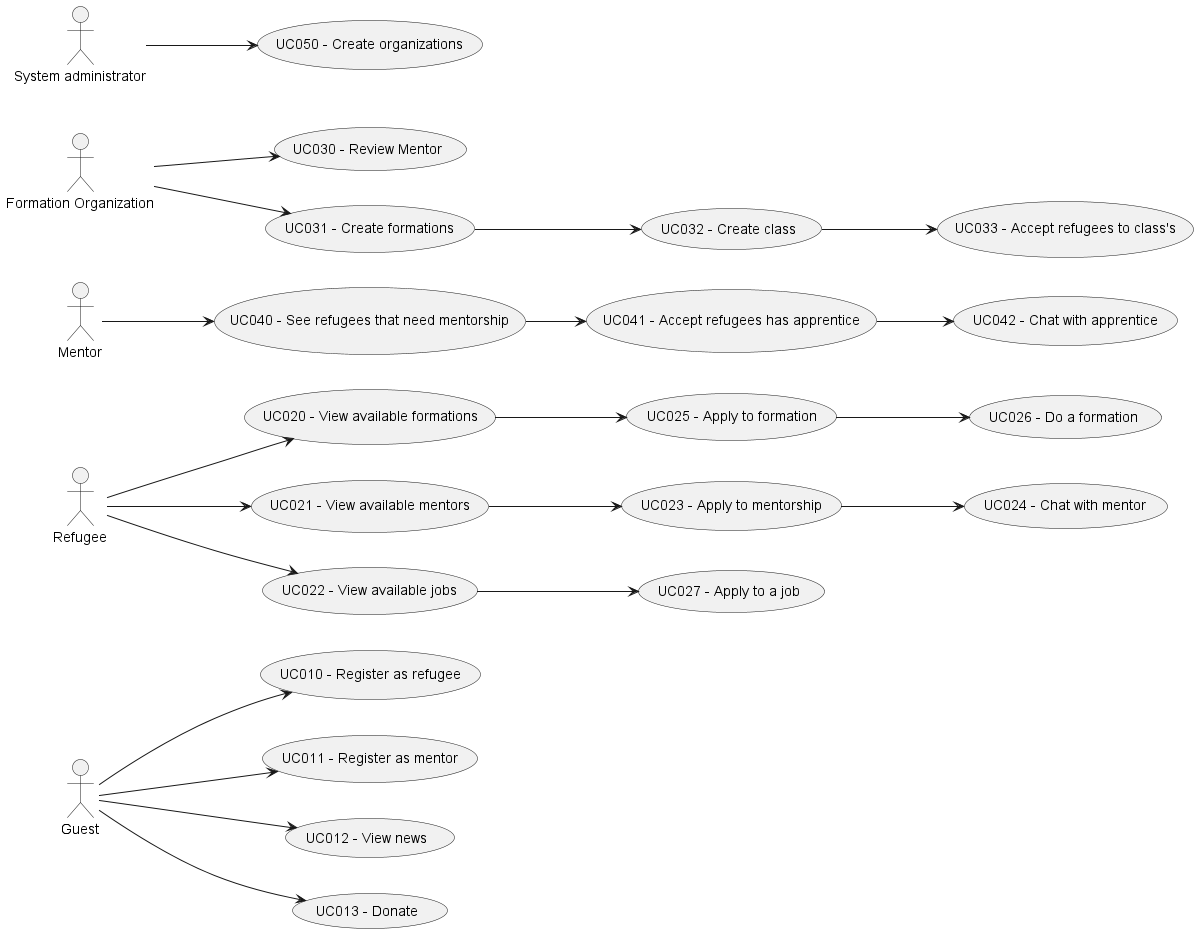 UC050 - Create organizations
System administrator
UC030 - Review Mentor
Formation Organization
UC031 - Create formations
UC032 - Create class
UC033 - Accept refugees to class's
UC040 - See refugees that need mentorship
UC041 - Accept refugees has apprentice
UC042 - Chat with apprentice
Mentor
UC020 - View available formations
UC025 - Apply to formation
UC026 - Do a formation
UC021 - View available mentors
UC023 - Apply to mentorship
UC024 - Chat with mentor
Refugee
UC022 - View available jobs
UC027 - Apply to a job
UC010 - Register as refugee
UC011 - Register as mentor
Guest
UC012 - View news
UC013 - Donate